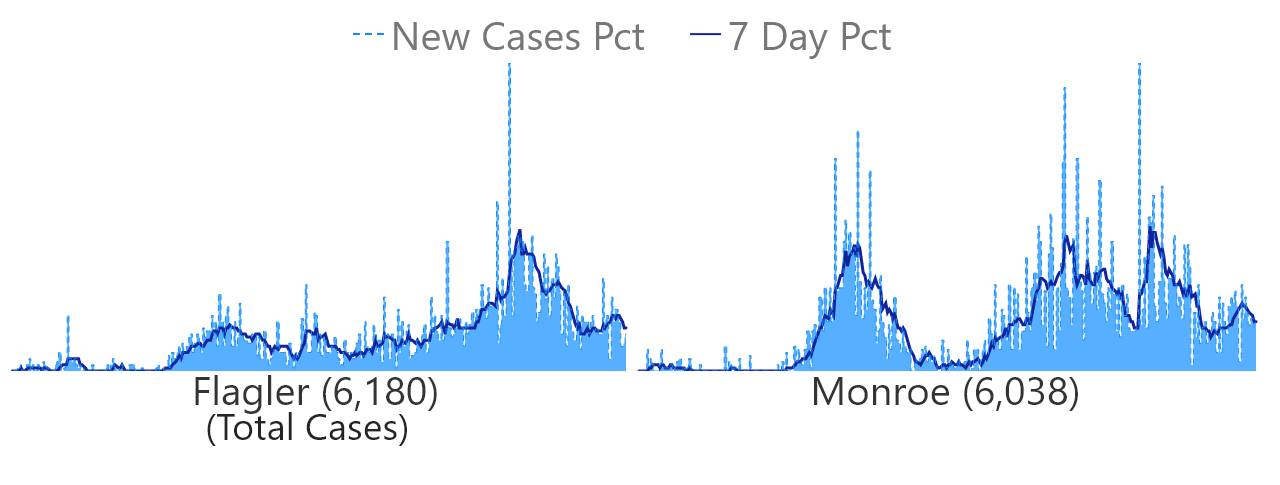 New Cases Pct 7 Day Pct
Flagler (6,180) Monroe (6,038)
(Total Cases)